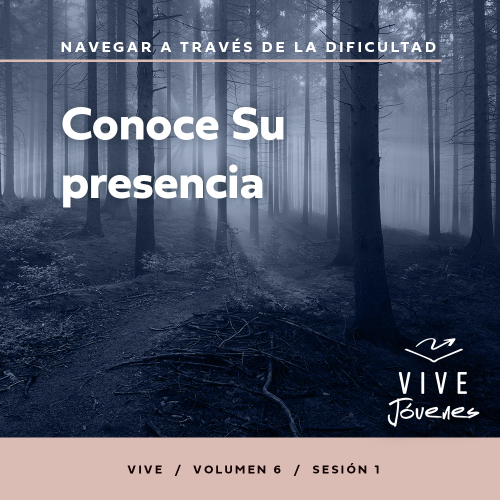 NAVEGAR A TRAVÉS DE LA DIFICULTAD
Conoce Su
presencia
VIVE
Jóvenes
VIVE / VOLUMEN 6 / SESIÓN 1